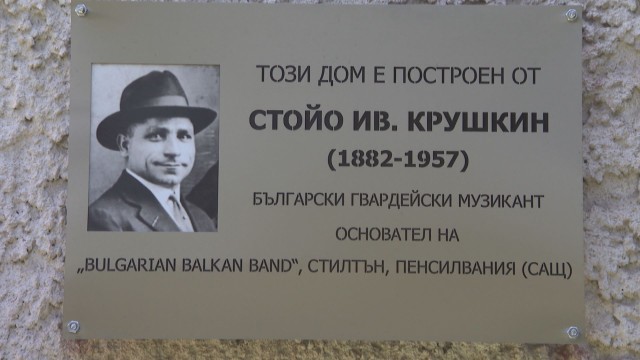 ТОЗИ ДОМ Е ПОСТРОЕН ОТ
СТОЙО ИВ. КРУШКИН
(1882-1957)
БЪЛГАРСКИ ГВАРДЕЙСКИ МУЗИКАНТ
ОСНОВАТЕЛ НА
„BULGARIAN BALKAN BAND“, СТИЛТЪН, ПЕНСИЛВАНИЯ (САЩ)